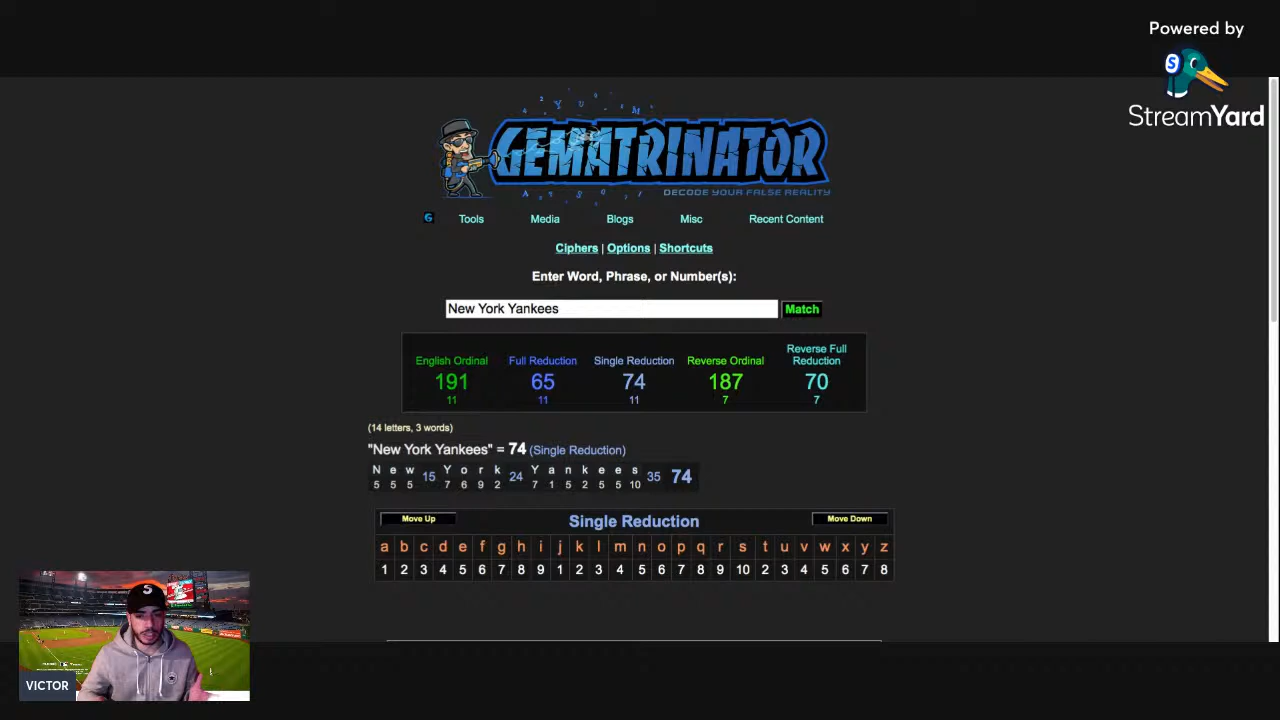 Powered by
S
StreamYard
GEMATRINATOR
DECODE YOUR FALSE REALITY
G Tools Media Blogs Misc Recent Content
Ciphers | Options | Shortcuts
Enter Word, Phrase, or Number(s):
New York Yankees Match
English Ordinal Full Reduction Single Reduction Reverse Ordinal Reverse Full Reduction
191 65 74 187 70
11 11 11 7 7
(14 letters, 3 words)
"New York Yankees" = 74 (Single Reduction)
N e w 15 Y o r k 24 Y a n k e e s 35 74
5 5 5 7 6 9 2 7 1 5 2 5 5 10
Move Up Single Reduction Move Down
a b c d e f g h i j k l m n o p q r s t u v w x y z
1 2 3 4 5 6 7 8 9 1 2 3 4 5 6 7 8 9 10 2 3 4 5 6 7 8
VICTOR